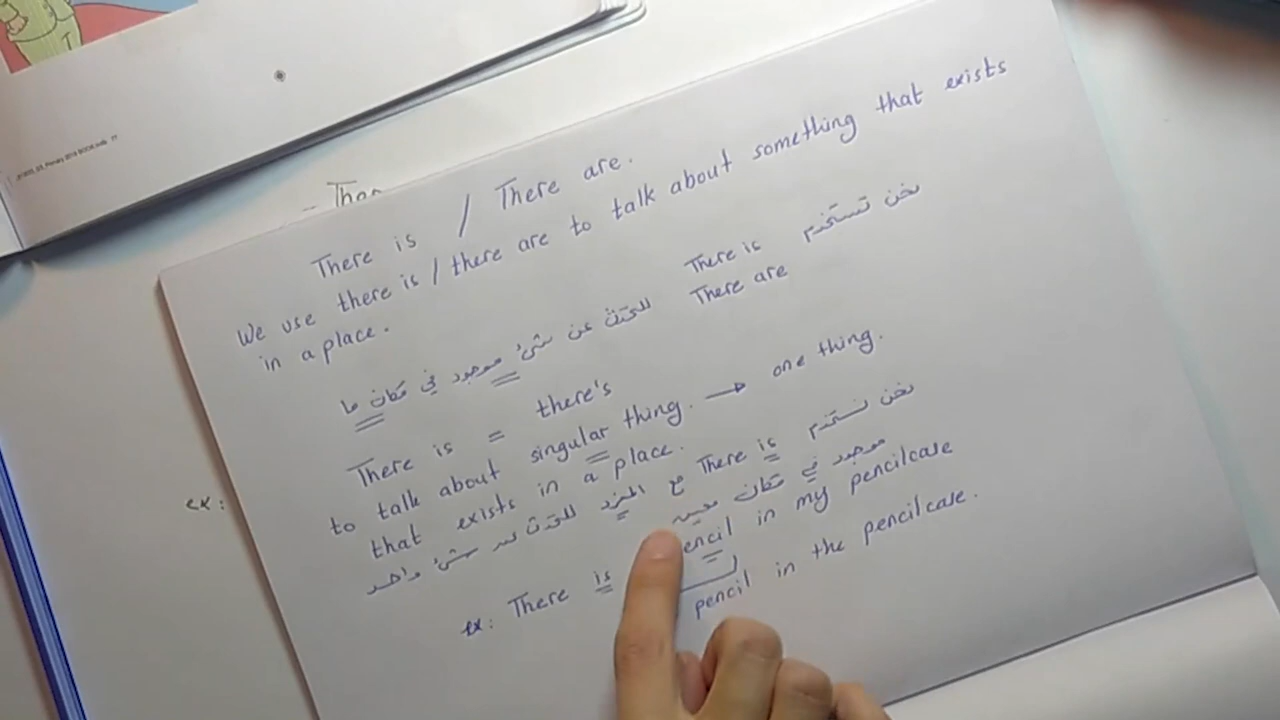 There is / There are.
We use there is / there are to talk about something that exists
in a place.
نحن نستخدم There is
There are للتحدث عن شيء موجود في مكان ما
There is = there's
to talk about singular thing. → one thing.
that exists in a place.
نحن نستخدم There is مع المفرد للتحدث عن شيء واحد
موجود في مكان معين
ex: There is encil in my pencilcase
pencil in the pencilcase.
ex: